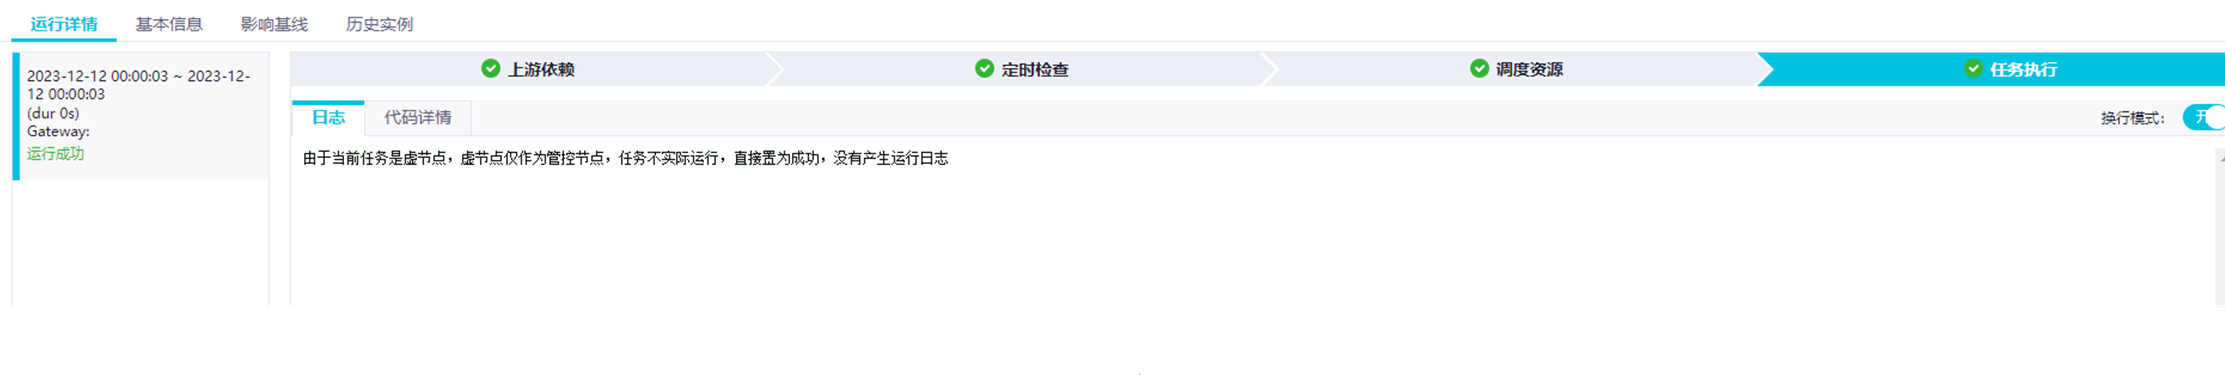 运行详情 基本信息 影响基线 历史实例
2023-12-12 00:00:03 ~ 2023-12-
12 00:00:03
(dur 0s)
Gateway:
运行成功
上游依赖 定时检查 调度资源 任务执行
日志 代码详情 换行模式: 开
由于当前任务是虚节点，虚节点仅作为管控节点，任务不实际运行，直接置为成功，没有产生运行日志